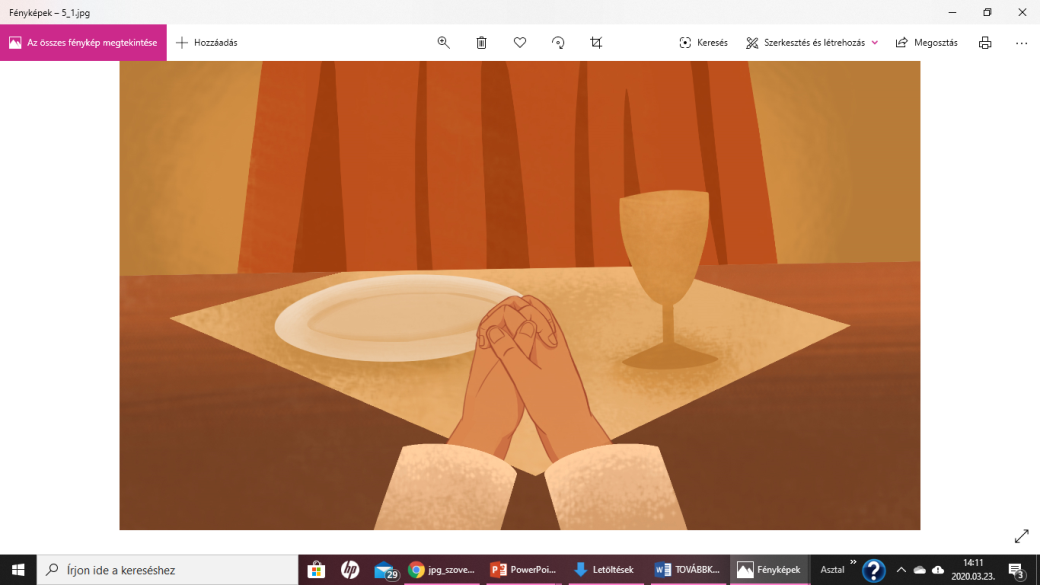 Fényképek – 5_1.jpg
Az összes fénykép megtekintése
Hozzáadás
Keresés
Szerkesztés és létrehozás
Megosztás
Írjon ide a kereséshez
hp
29
jpg_szove...
PowerPoi...
Letöltések
TOVÁBBK...
Fényképek
Asztal
14:11
2020.03.23.
3